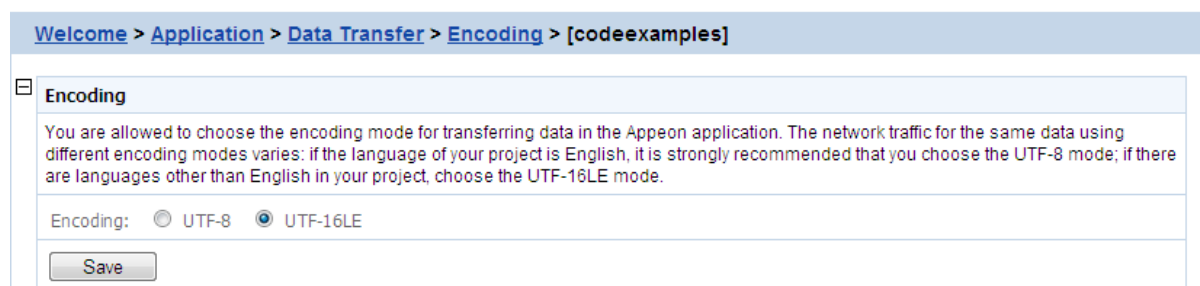 Welcome > Application > Data Transfer > Encoding > [codeexamples]
Encoding
You are allowed to choose the encoding mode for transferring data in the Appeon application. The network traffic for the same data using
different encoding modes varies: if the language of your project is English, it is strongly recommended that you choose the UTF-8 mode; if there
are languages other than English in your project, choose the UTF-16LE mode.
Encoding: UTF-8 UTF-16LE
Save